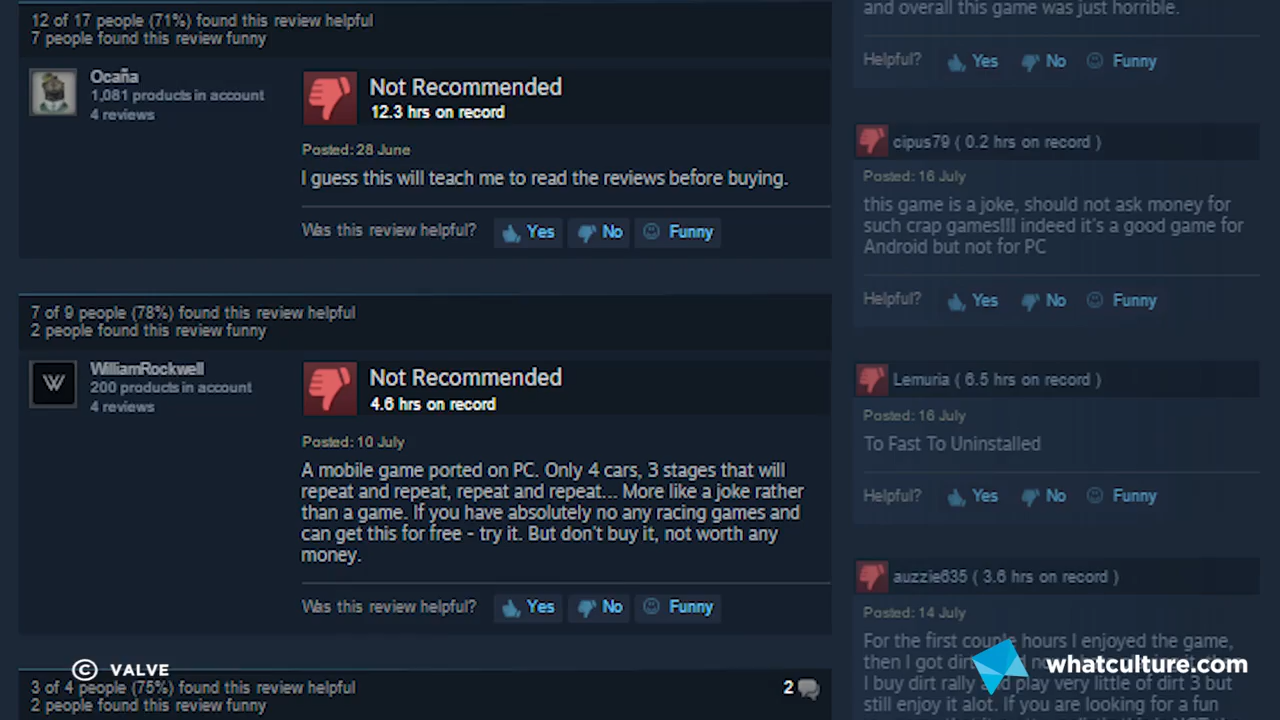 12 of 17 people (71%) found this review helpful
7 people found this review funny
Ocaña
1,081 products in account
4 reviews
Not Recommended
12.3 hrs on record
Posted: 28 June
I guess this will teach me to read the reviews before buying.
Was this review helpful? Yes No Funny
7 of 9 people (78%) found this review helpful
2 people found this review funny
W
WilliamRockwell
200 products in account
4 reviews
Not Recommended
4.6 hrs on record
Posted: 10 July
A mobile game ported on PC. Only 4 cars, 3 stages that will
repeat and repeat, repeat and repeat... More like a joke rather
than a game. If you have absolutely no any racing games and
can get this for free - try it. But don't buy it, not worth any
money.
Was this review helpful? Yes No Funny
© VALVE
3 of 4 people (75%) found this review helpful
2 people found this review funny
2
and overall this game was just horrible.
Helpful? Yes No Funny
cipus79 ( 0.2 hrs on record )
Posted: 16 July
this game is a joke, should not ask money for
such crap games!!! indeed it's a good game for
Android but not for PC
Helpful? Yes No Funny
Lemuria ( 6.5 hrs on record )
Posted: 16 July
To Fast To Uninstalled
Helpful? Yes No Funny
auzzie635 ( 3.6 hrs on record )
Posted: 14 July
For the first couple hours I enjoyed the game,
then I got
I buy dirt rally and play very little of dirt 3 but
still enjoy it alot. If you are looking for a fun
whatculture.com